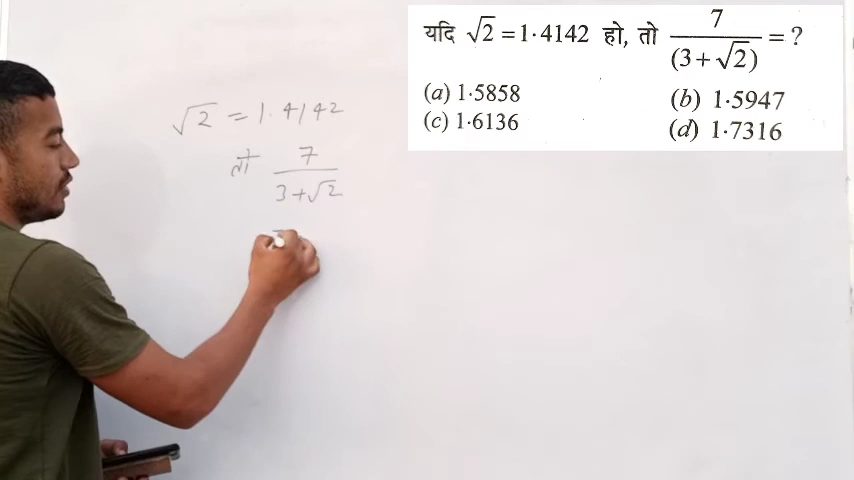 यदि √2 = 1·4142 हो, तो 7/(3+√2) = ?
(a) 1·5858 (b) 1·5947
(c) 1·6136 (d) 1·7316
√2 = 1.4142
तो 7/3+√2